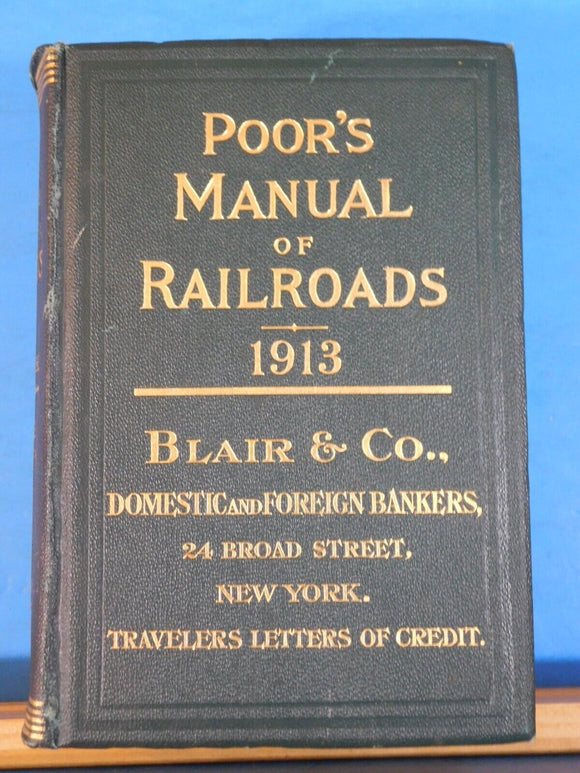 POOR'S
MANUAL
OF
RAILROADS
1913
BLAIR & CO.,
DOMESTIC AND FOREIGN BANKERS,
24 BROAD STREET,
NEW YORK.
TRAVELERS LETTERS OF CREDIT.